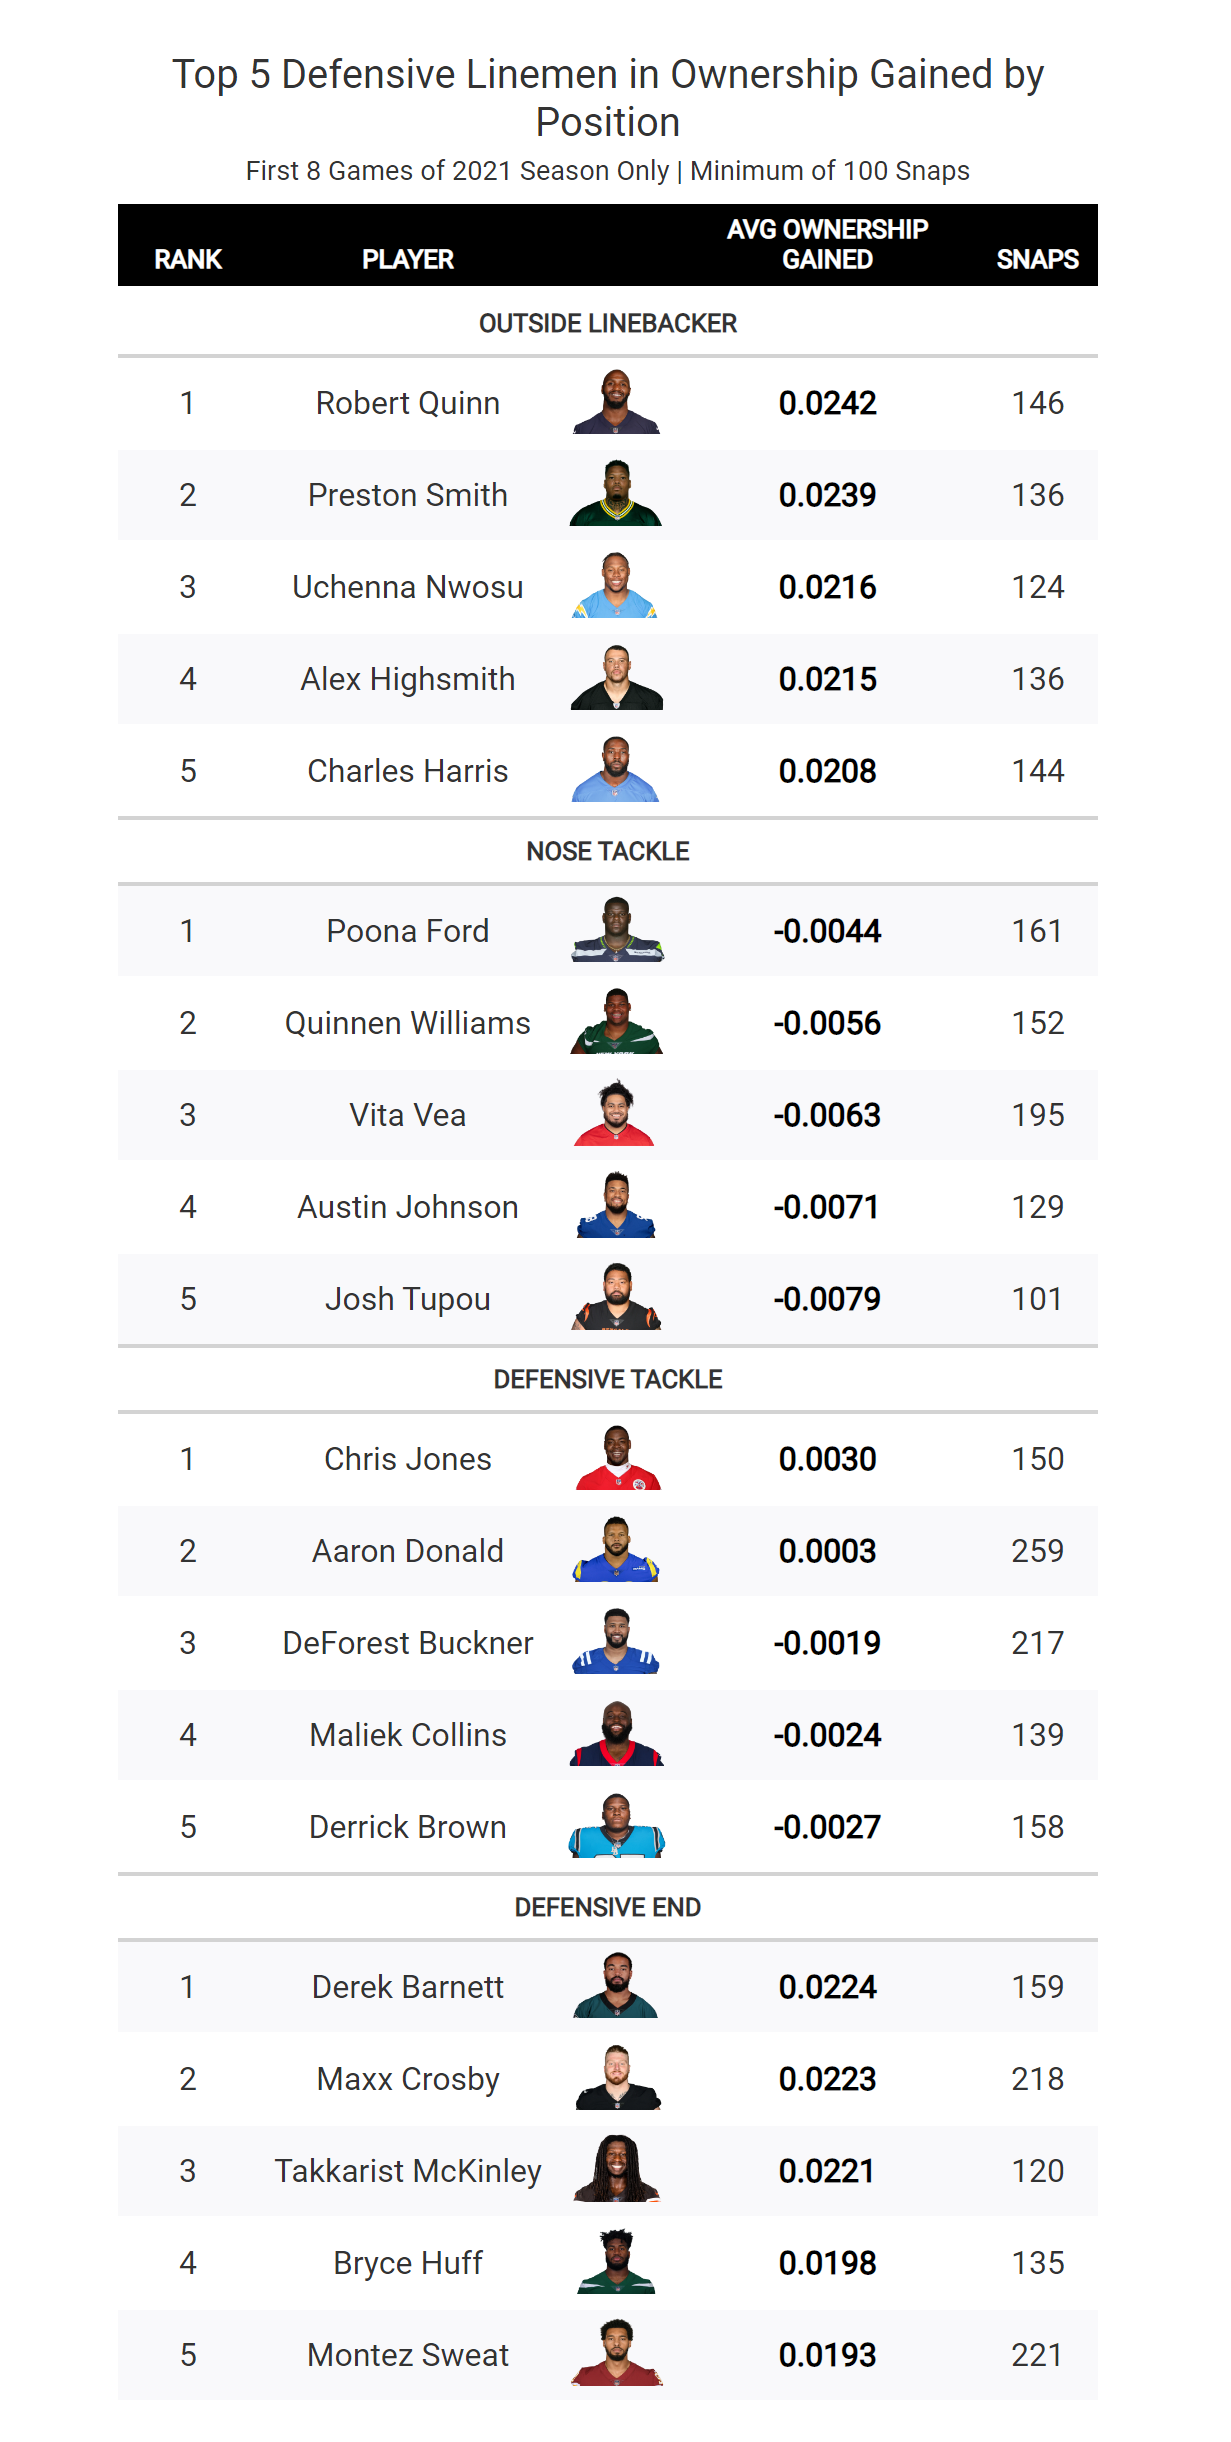 Top 5 Defensive Linemen in Ownership Gained by
Position
First 8 Games of 2021 Season Only | Minimum of 100 Snaps
RANK PLAYER AVG OWNERSHIP GAINED SNAPS
OUTSIDE LINEBACKER
1 Robert Quinn 0.0242 146
2 Preston Smith 0.0239 136
3 Uchenna Nwosu 0.0216 124
4 Alex Highsmith 0.0215 136
5 Charles Harris 0.0208 144
NOSE TACKLE
1 Poona Ford -0.0044 161
2 Quinnen Williams -0.0056 152
3 Vita Vea -0.0063 195
4 Austin Johnson -0.0071 129
5 Josh Tupou -0.0079 101
DEFENSIVE TACKLE
1 Chris Jones 0.0030 150
2 Aaron Donald 0.0003 259
3 DeForest Buckner -0.0019 217
4 Maliek Collins -0.0024 139
5 Derrick Brown -0.0027 158
DEFENSIVE END
1 Derek Barnett 0.0224 159
2 Maxx Crosby 0.0223 218
3 Takkarist McKinley 0.0221 120
4 Bryce Huff 0.0198 135
5 Montez Sweat 0.0193 221